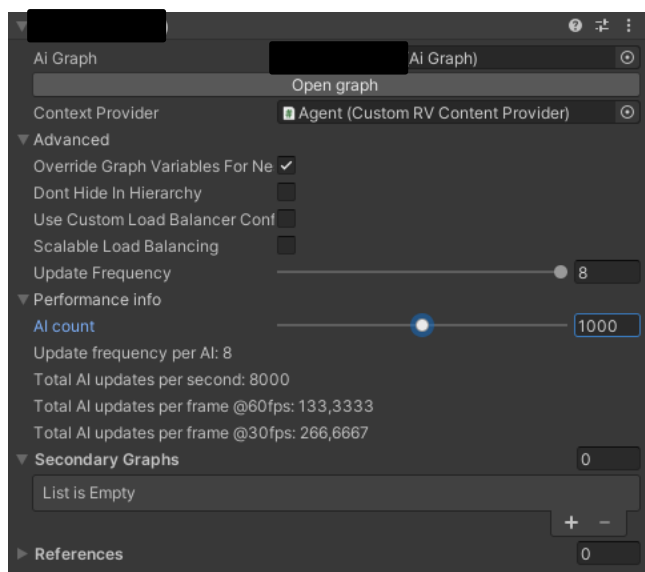 )
Ai Graph (Ai Graph)
Open graph
Context Provider # Agent (Custom RV Content Provider)
Advanced
Override Graph Variables For Ne
Dont Hide In Hierarchy
Use Custom Load Balancer Conf
Scalable Load Balancing
Update Frequency 8
Performance info
AI count 1000
Update frequency per AI: 8
Total AI updates per second: 8000
Total AI updates per frame @60fps: 133,3333
Total AI updates per frame @30fps: 266,6667
Secondary Graphs 0
List is Empty
+ −
References 0